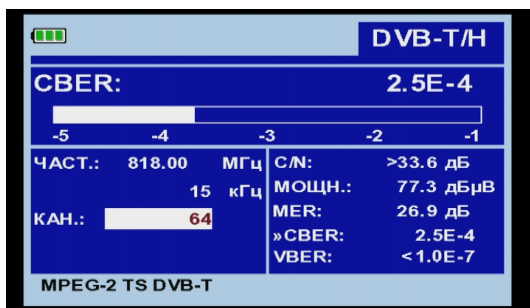 DVB-T/H
CBER: 2.5E-4
-5 -4 -3 -2 -1
ЧАСТ.: 818.00 МГц
15 кГц
КАН.: 64
C/N: >33.6 дБ
МОЩН.: 77.3 дБµВ
MER: 26.9 дБ
»CBER: 2.5E-4
VBER: <1.0E-7
MPEG-2 TS DVB-T